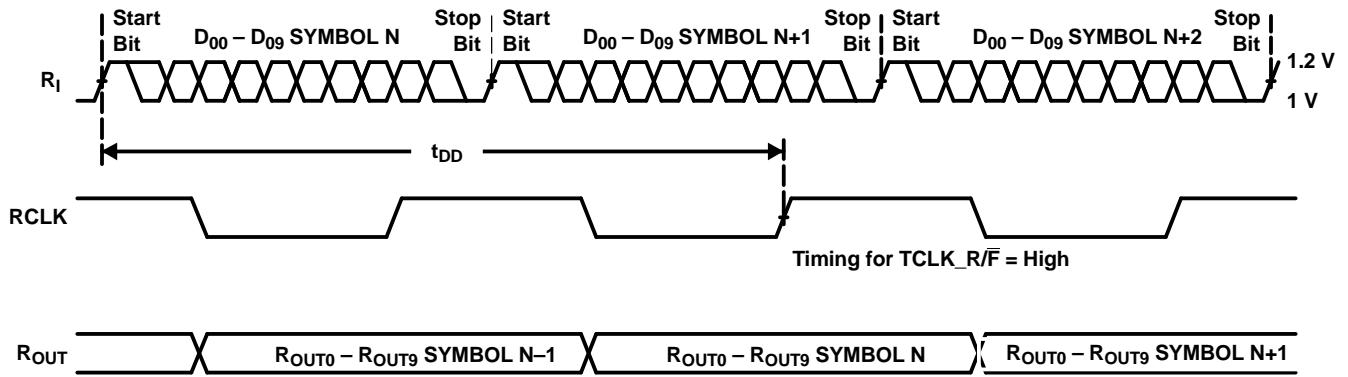 Start Bit
D00 – D09 SYMBOL N
Stop Bit
Start Bit
D00 – D09 SYMBOL N+1
Stop Bit
Start Bit
D00 – D09 SYMBOL N+2
Stop Bit
RI
1.2 V
1 V
tDD
RCLK
Timing for TCLK_R/F̅ = High
ROUT
ROUT0 – ROUT9 SYMBOL N–1
ROUT0 – ROUT9 SYMBOL N
ROUT0 – ROUT9 SYMBOL N+1